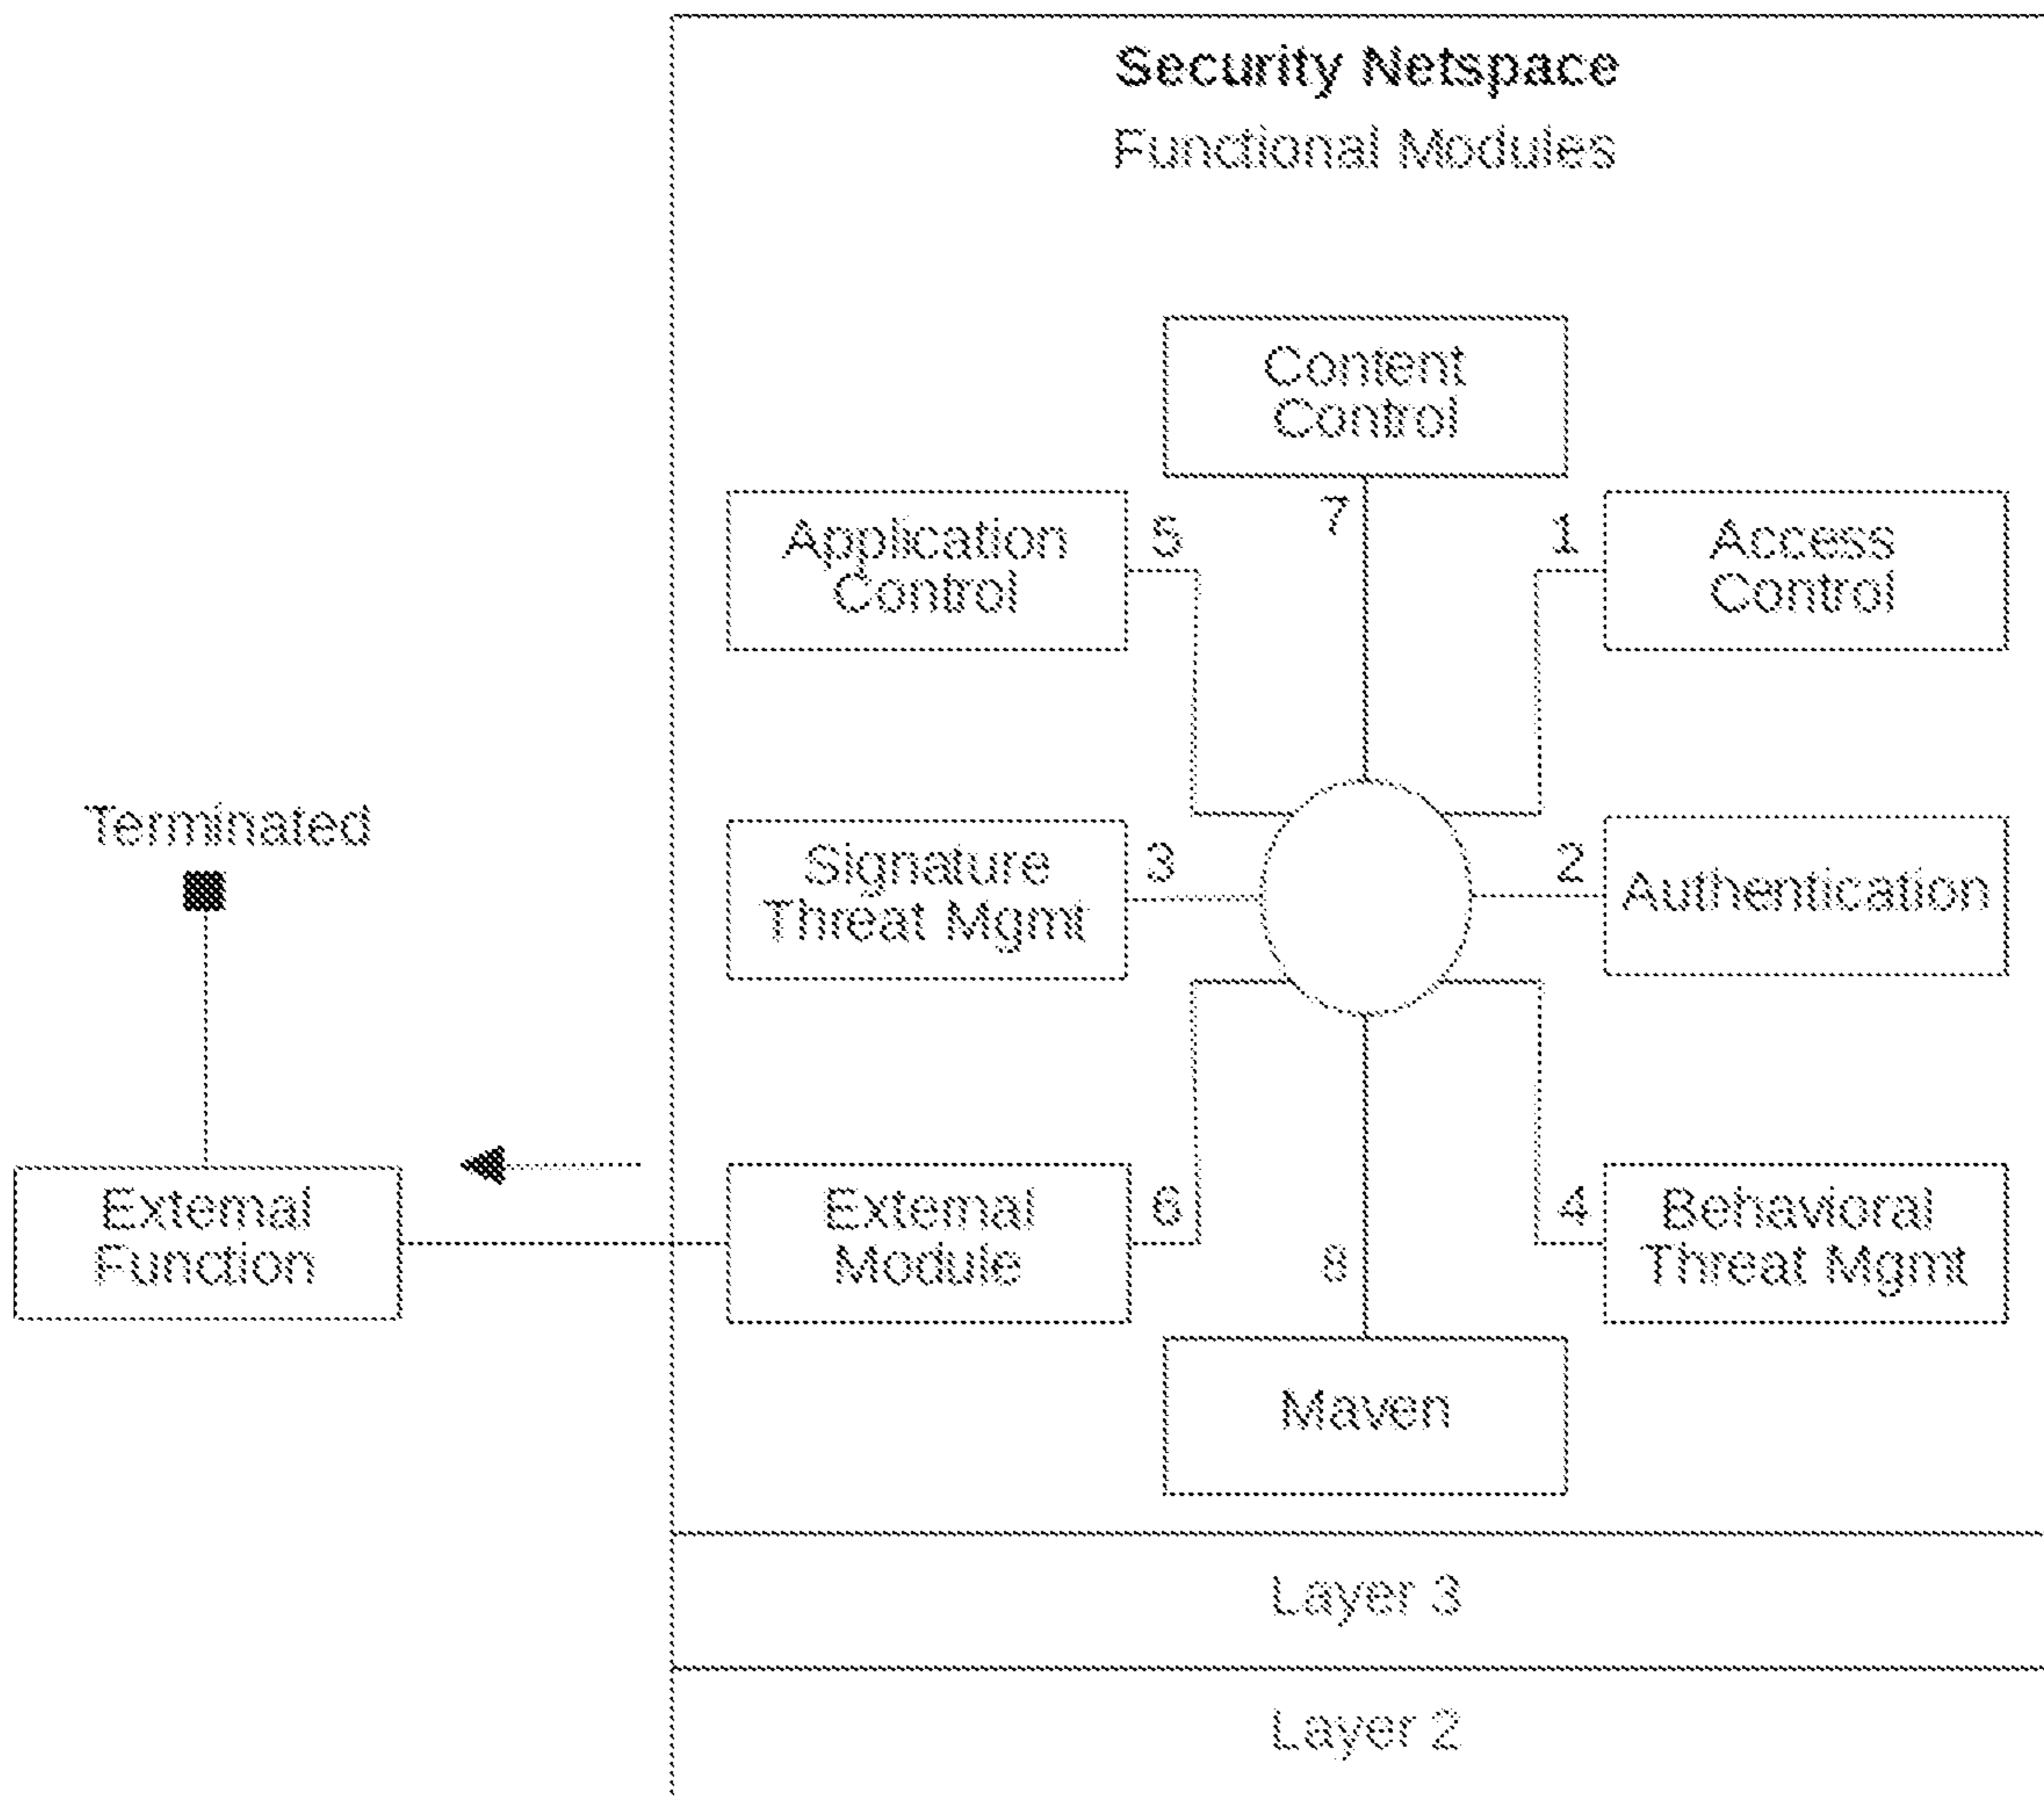 Security Netspace
Functional Modules
Content
Control
7
Application
Control
5
1
Access
Control
Terminated
Signature
Threat Mgmt
3
2
Authentication
External
Function
External
Module
6
8
4
Behavioral
Threat Mgmt
Maven
Layer 3
Layer 2